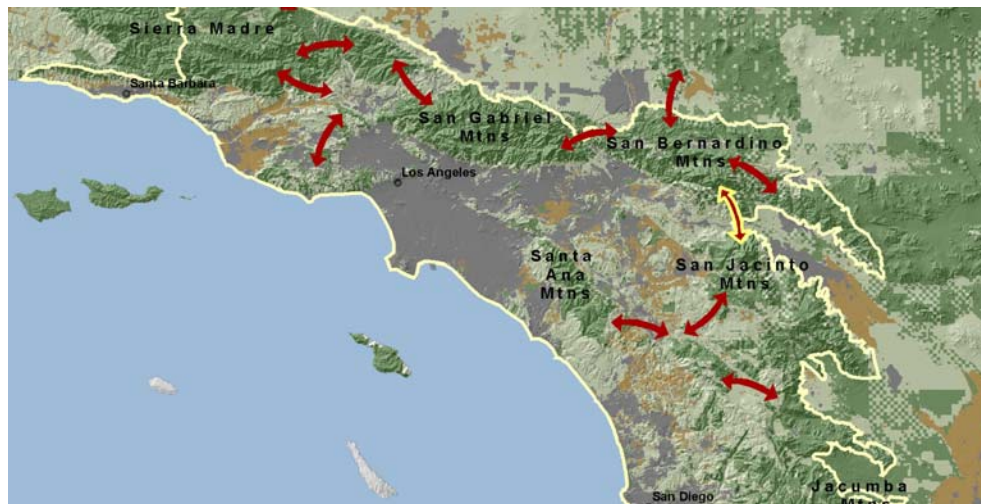 Sierra Madre
Santa Barbara
San Gabriel
Mtns
San Bernardino
Mtns
Los Angeles
Santa
Ana
Mtns
San Jacinto
Mtns
Jacumba
Mtns
San Diego